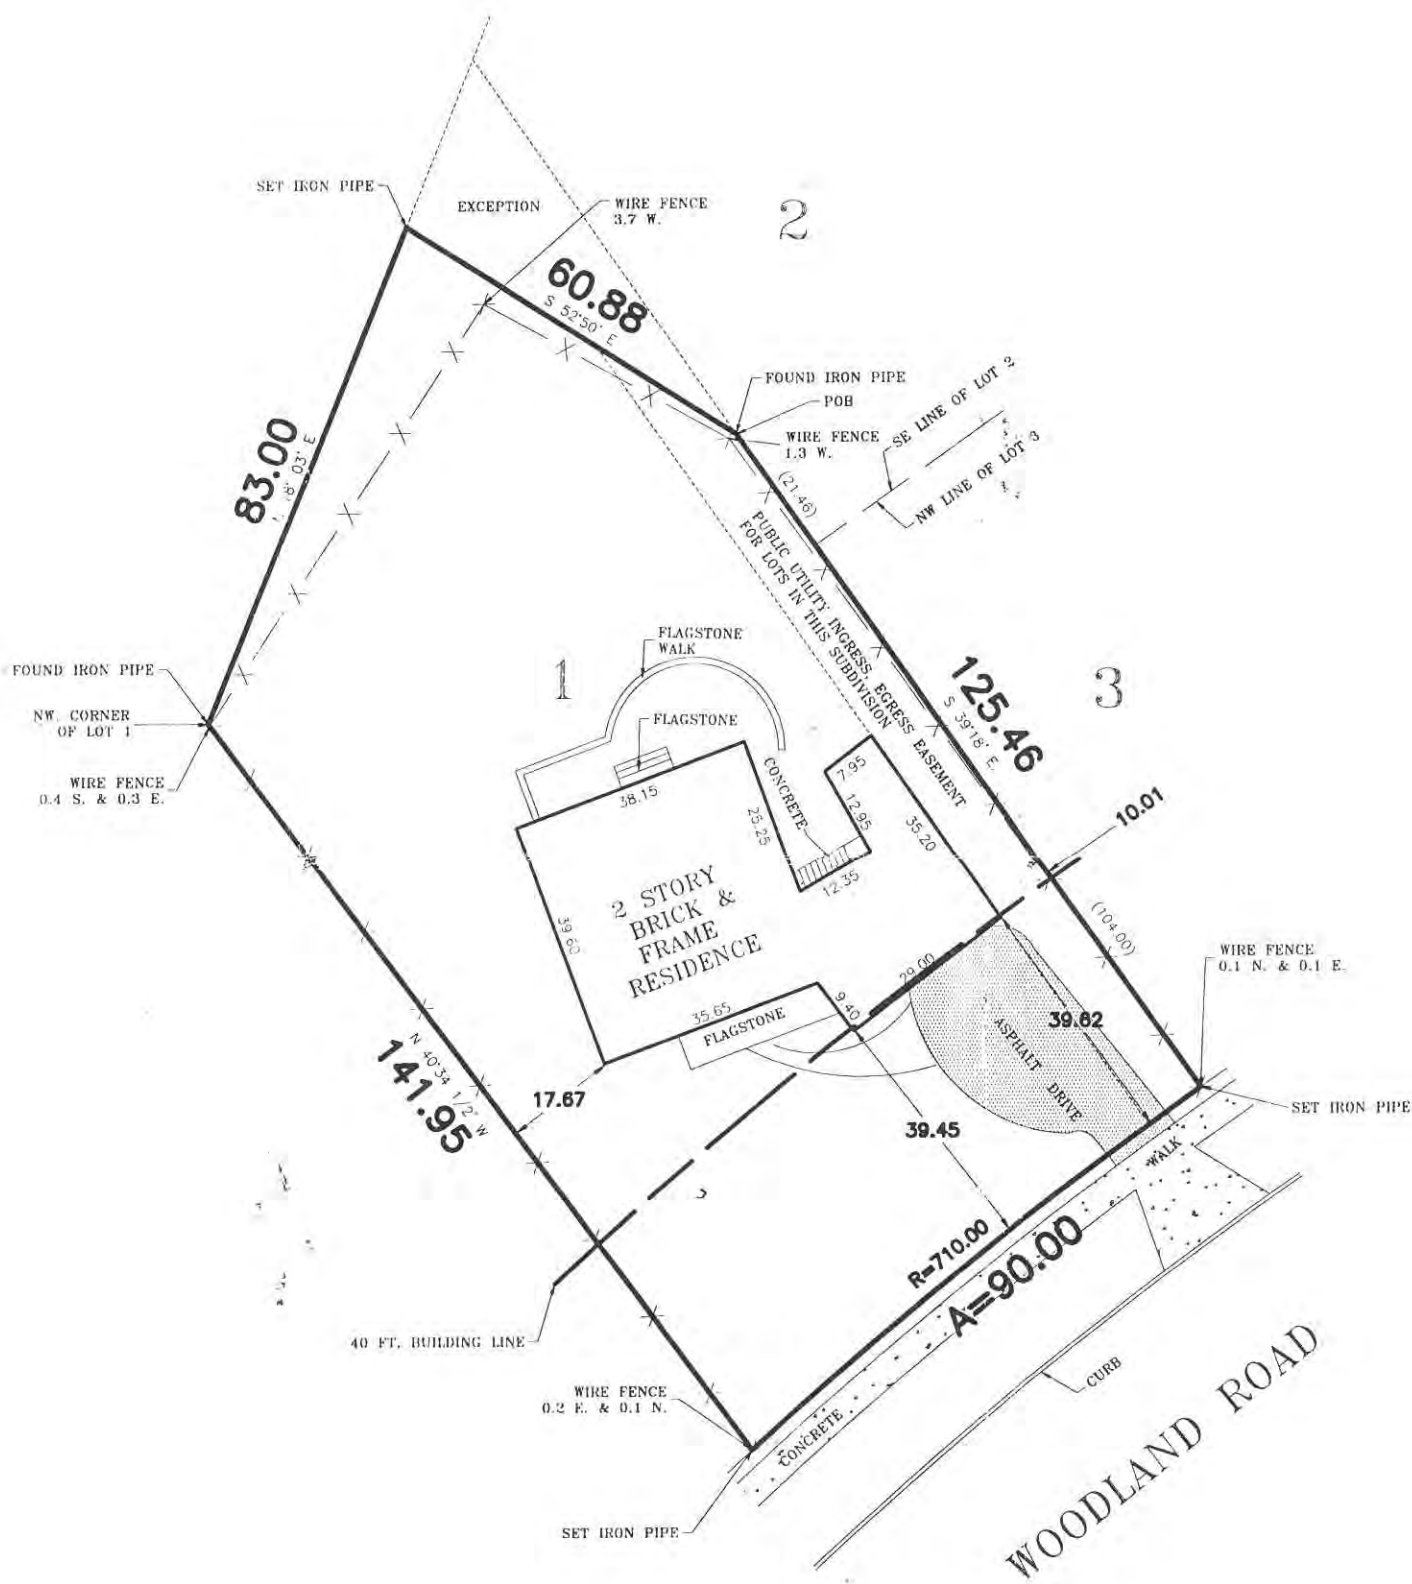 SET IRON PIPE
EXCEPTION
WIRE FENCE
3.7 W.
2
60.88
S 52°50' E
FOUND IRON PIPE
POB
WIRE FENCE
1.3 W.
SE LINE OF LOT 2
NW LINE OF LOT 3
(21.46)
83.00
18° 03' E
PUBLIC UTILITY INGRESS, EGRESS EASEMENT
FOR LOTS IN THIS SUBDIVISION
FLAGSTONE
WALK
FOUND IRON PIPE
1
125.46
S 39°18' E.
3
NW. CORNER
OF LOT 1
FLAGSTONE
WIRE FENCE
0.4 S. & 0.3 E.
38.15
CONCRETE
7.95
12.95
25.25
35.20
10.01
12.35
2 STORY
BRICK &
FRAME
RESIDENCE
39.60
(104.00)
WIRE FENCE
0.1 N. & 0.1 E.
29.00
35.65
9.40
FLAGSTONE
39.62
ASPHALT DRIVE
N 40°34 1/2' W
141.95
17.67
39.45
SET IRON PIPE
WALK
R=710.00
A=90.00
40 FT. BUILDING LINE
WIRE FENCE
0.2 E. & 0.1 N.
CURB
CONCRETE
WOODLAND ROAD
SET IRON PIPE